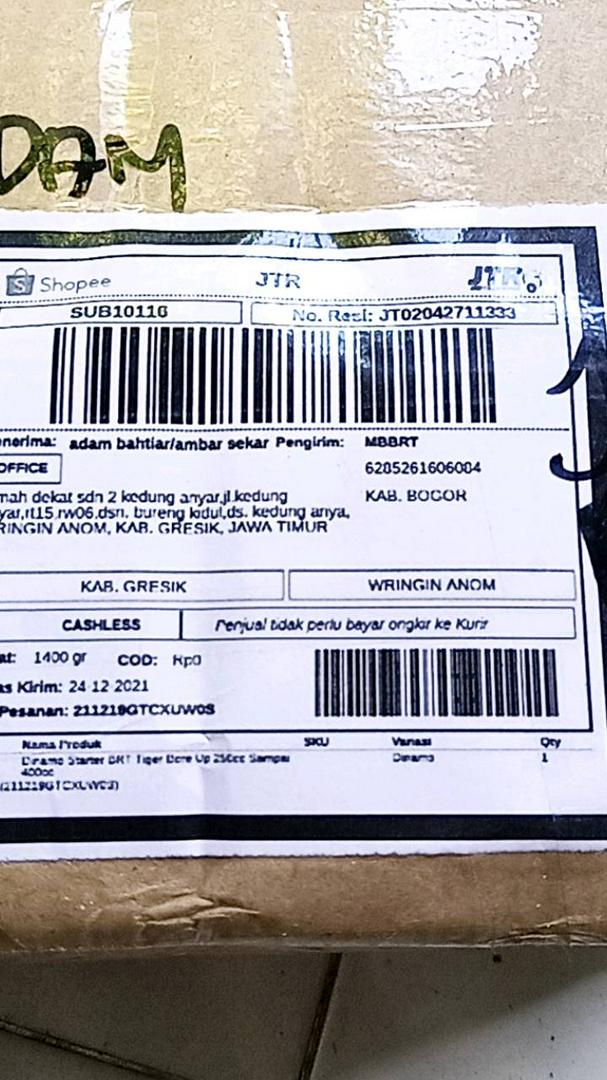 DAM
Shopee JTR JTR
SUB10116 No. Resi: JT02042711333
nerima: adam bahtiar/ambar sekar Pengirim: MBBRT
OFFICE 6285261606084
mah dekat sdn 2 kedung anyar,jl.kedung KAB. BOGOR
yar,rt15.rw06,dsn. bureng kidul,ds. kedung anya,
RINGIN ANOM, KAB. GRESIK, JAWA TIMUR
KAB. GRESIK WRINGIN ANOM
CASHLESS Penjual tidak perlu bayar ongkir ke Kurir
at: 1400 gr COD: Rp0
as Kirim: 24-12-2021
Pesanan: 211219GTCXUW0S
Nama Produk SKU Variasi Qty
Dinamo Starter BRT Tiger Bore Up 250cc Sampai Dinamo 1
400cc